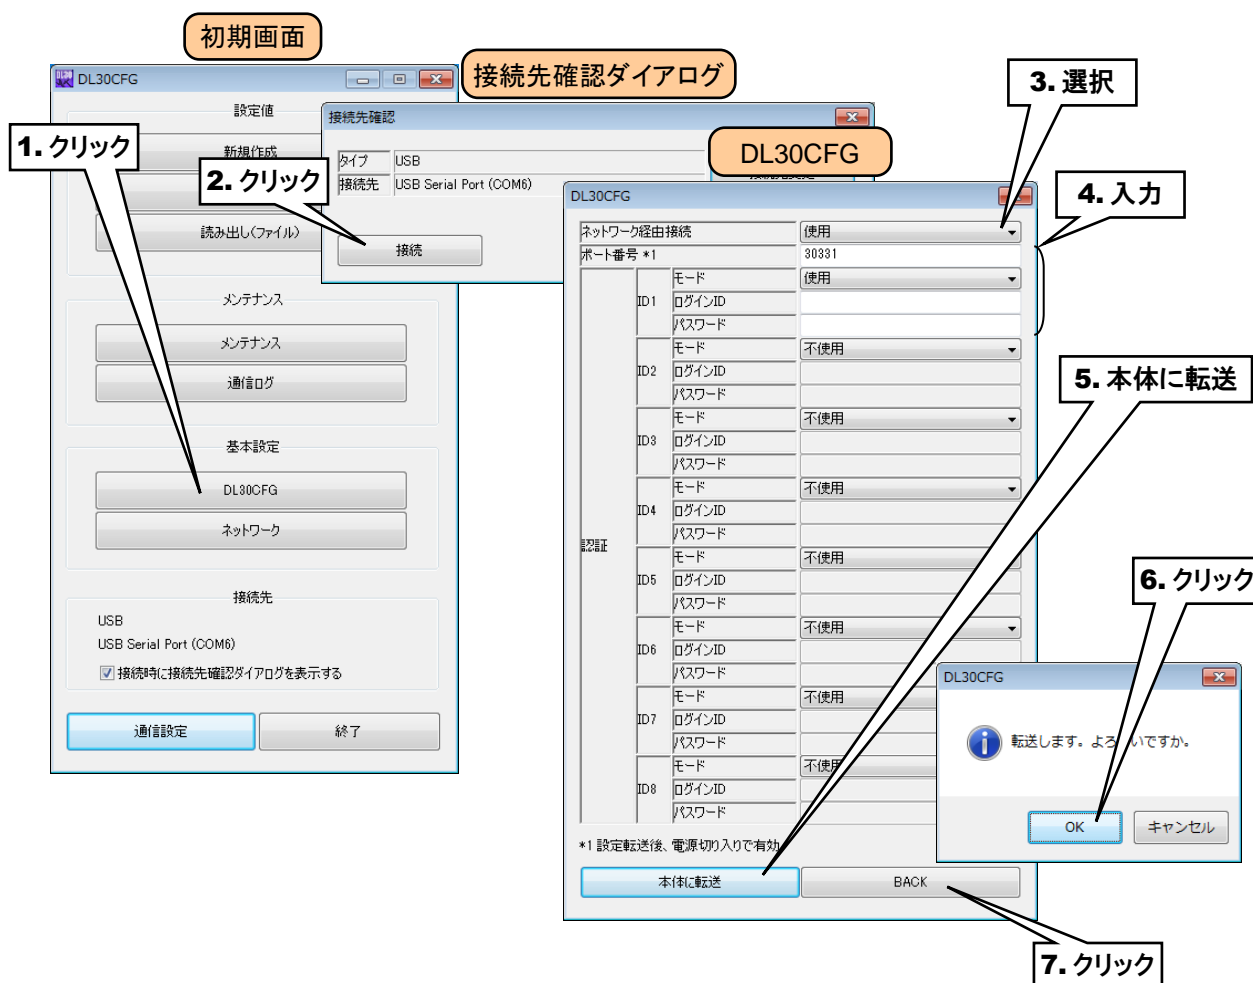 初期画面
DL30CFG
設定値
1. クリック
新規作成
読み出し(ファイル)
メンテナンス
メンテナンス
通信ログ
基本設定
DL30CFG
ネットワーク
接続先
USB
USB Serial Port (COM6)
接続時に接続先確認ダイアログを表示する
通信設定
終了
接続先確認ダイアログ
接続先確認
タイプ USB
2. クリック
接続先 USB Serial Port (COM6)
接続
DL30CFG
3. 選択
4. 入力
DL30CFG
ネットワーク経由接続 使用
ポート番号 *1 30331
認証
ID1 モード 使用
ログインID
パスワード
ID2 モード 不使用
ログインID
パスワード
ID3 モード 不使用
ログインID
パスワード
ID4 モード 不使用
ログインID
パスワード
ID5 モード 不使用
ログインID
パスワード
ID6 モード 不使用
ログインID
パスワード
ID7 モード 不使用
ログインID
パスワード
ID8 モード 不使用
ログインID
パスワード
*1 設定転送後、電源切り入りで有効
本体に転送
BACK
5. 本体に転送
6. クリック
DL30CFG
転送します。よろしいですか。
OK
キャンセル
7. クリック